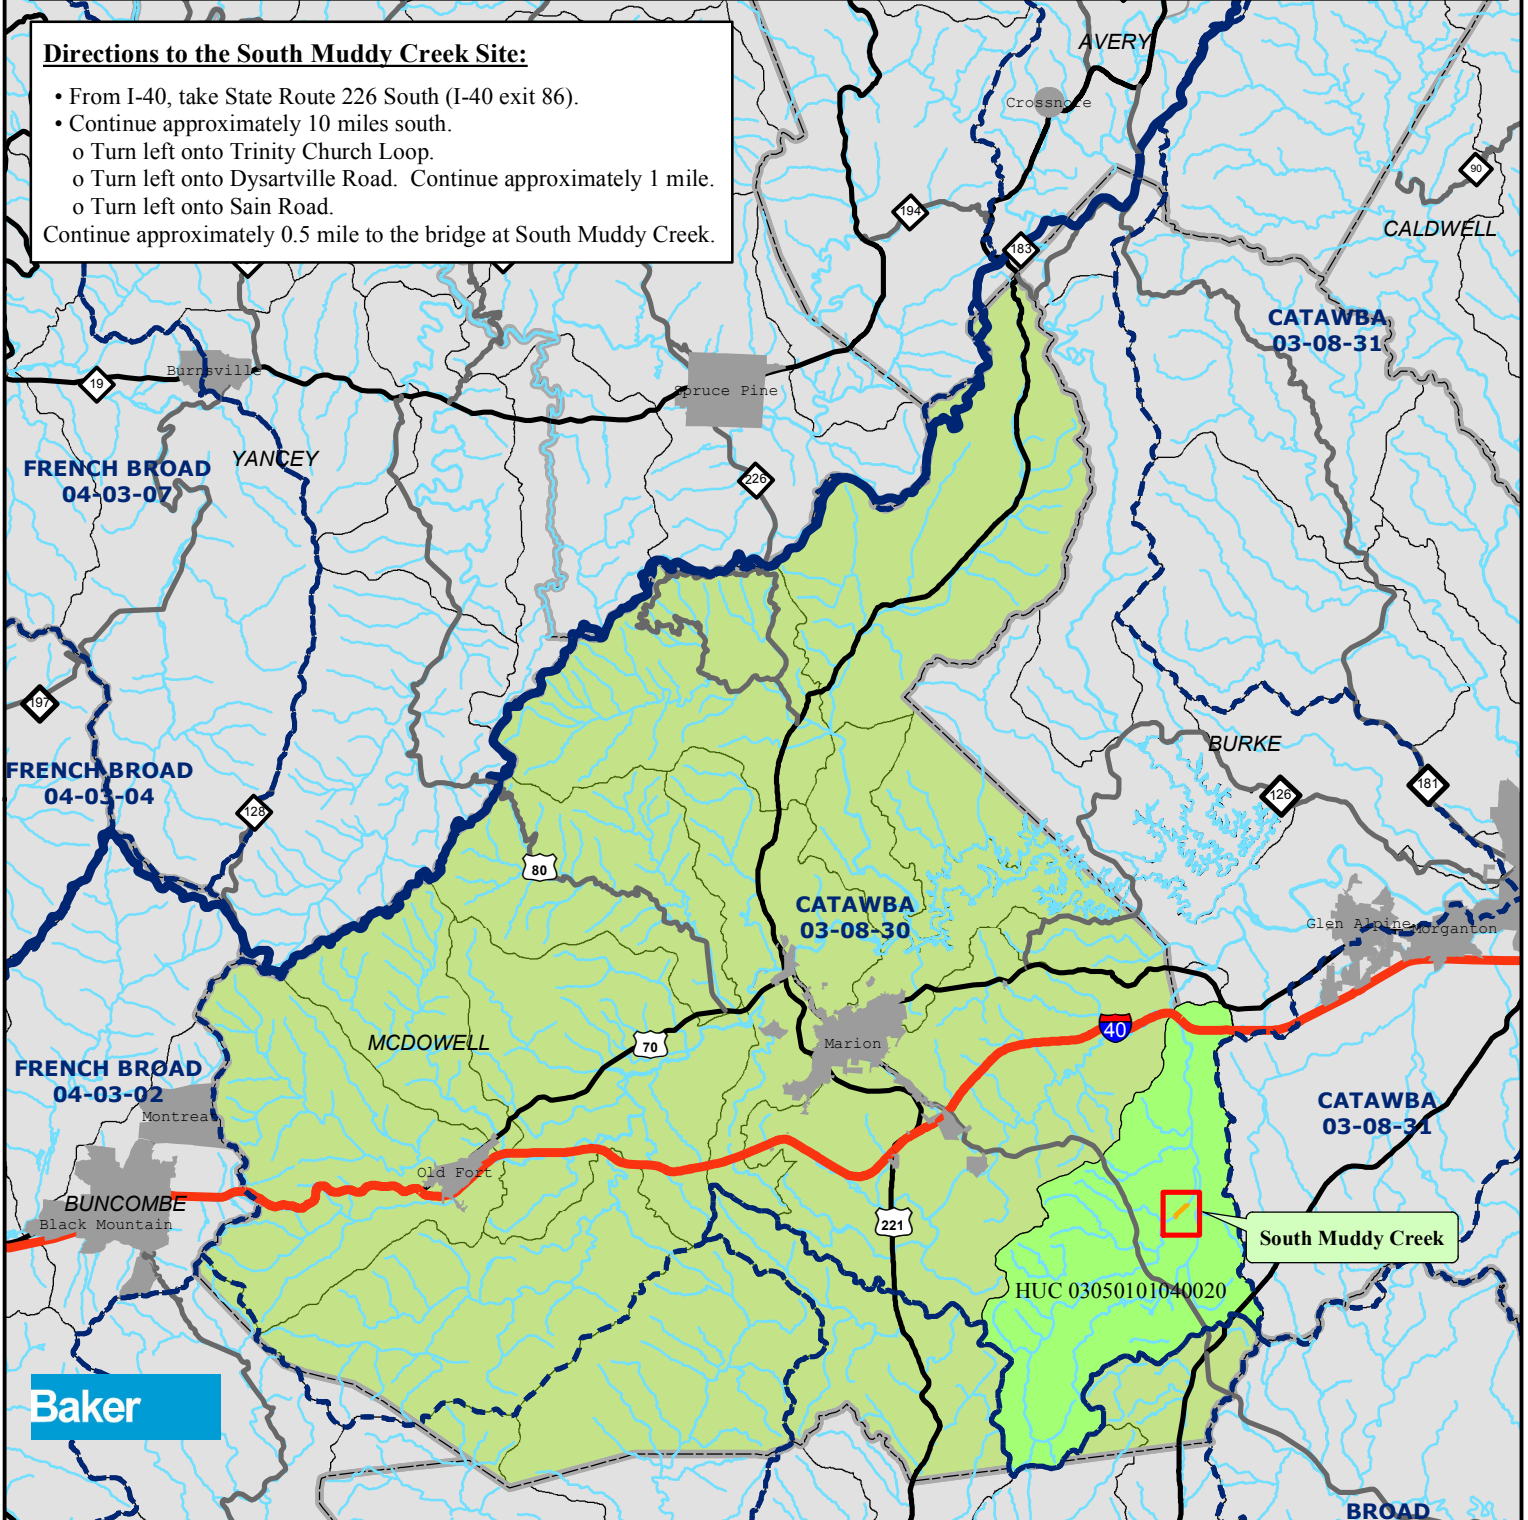 Directions to the South Muddy Creek Site:
• From I-40, take State Route 226 South (I-40 exit 86).
• Continue approximately 10 miles south.
o Turn left onto Trinity Church Loop.
o Turn left onto Dysartville Road. Continue approximately 1 mile.
o Turn left onto Sain Road.
Continue approximately 0.5 mile to the bridge at South Muddy Creek.
AVERY
Crossnore
90
194
CALDWELL
183
CATAWBA
03-08-31
Burnsville
19
Spruce Pine
YANCEY
FRENCH BROAD
04-03-07
226
197
BURKE
FRENCH BROAD
04-03-04
181
126
128
80
CATAWBA
03-08-30
Glen Alpine
Morganton
40
MCDOWELL
70
Marion
FRENCH BROAD
04-03-02
Montreat
CATAWBA
03-08-31
Old Fort
BUNCOMBE
Black Mountain
221
South Muddy Creek
HUC 03050101040020
Baker
BROAD